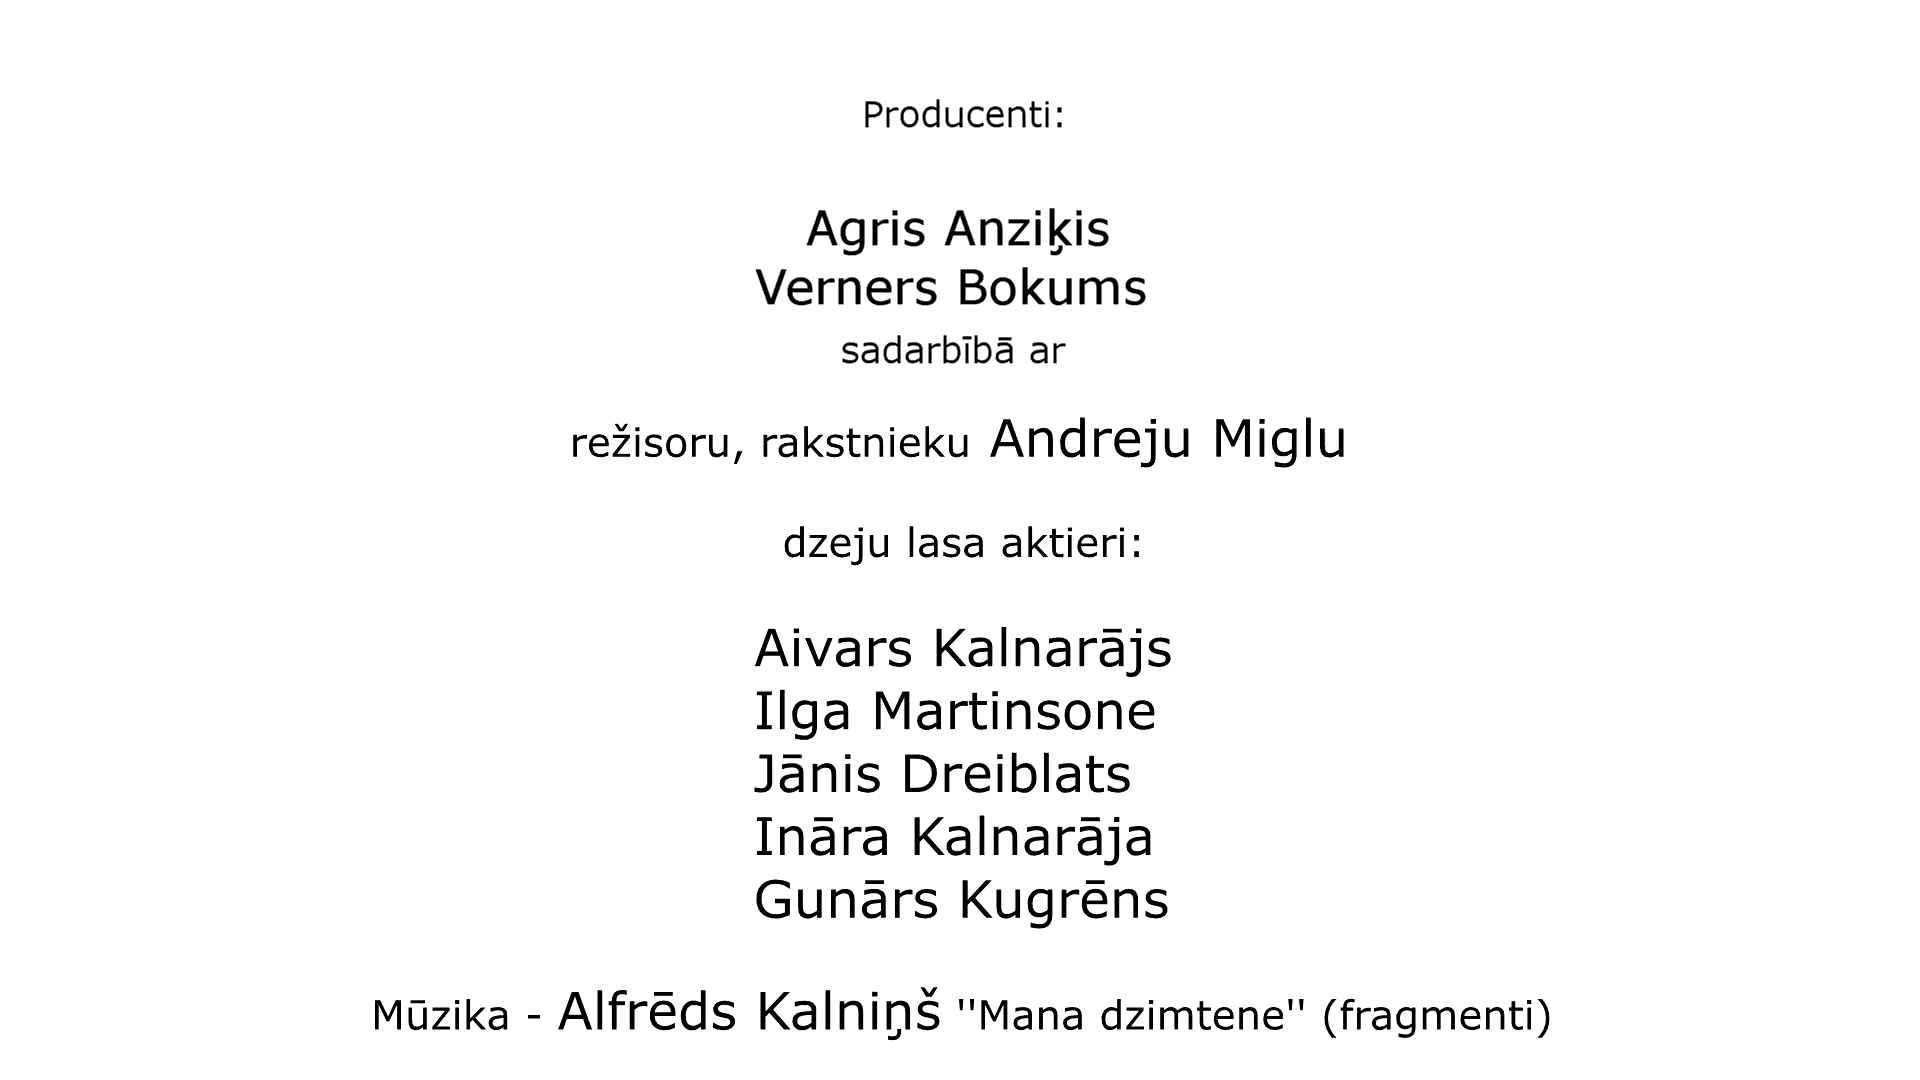 Producenti:
Agris Anziķis
Verners Bokums
sadarbībā ar
režisoru, rakstnieku Andreju Miglu
dzeju lasa aktieri:
Aivars Kalnarājs
Ilga Martinsone
Jānis Dreiblats
Ināra Kalnarāja
Gunārs Kugrēns
Mūzika - Alfrēds Kalniņš ''Mana dzimtene'' (fragmenti)